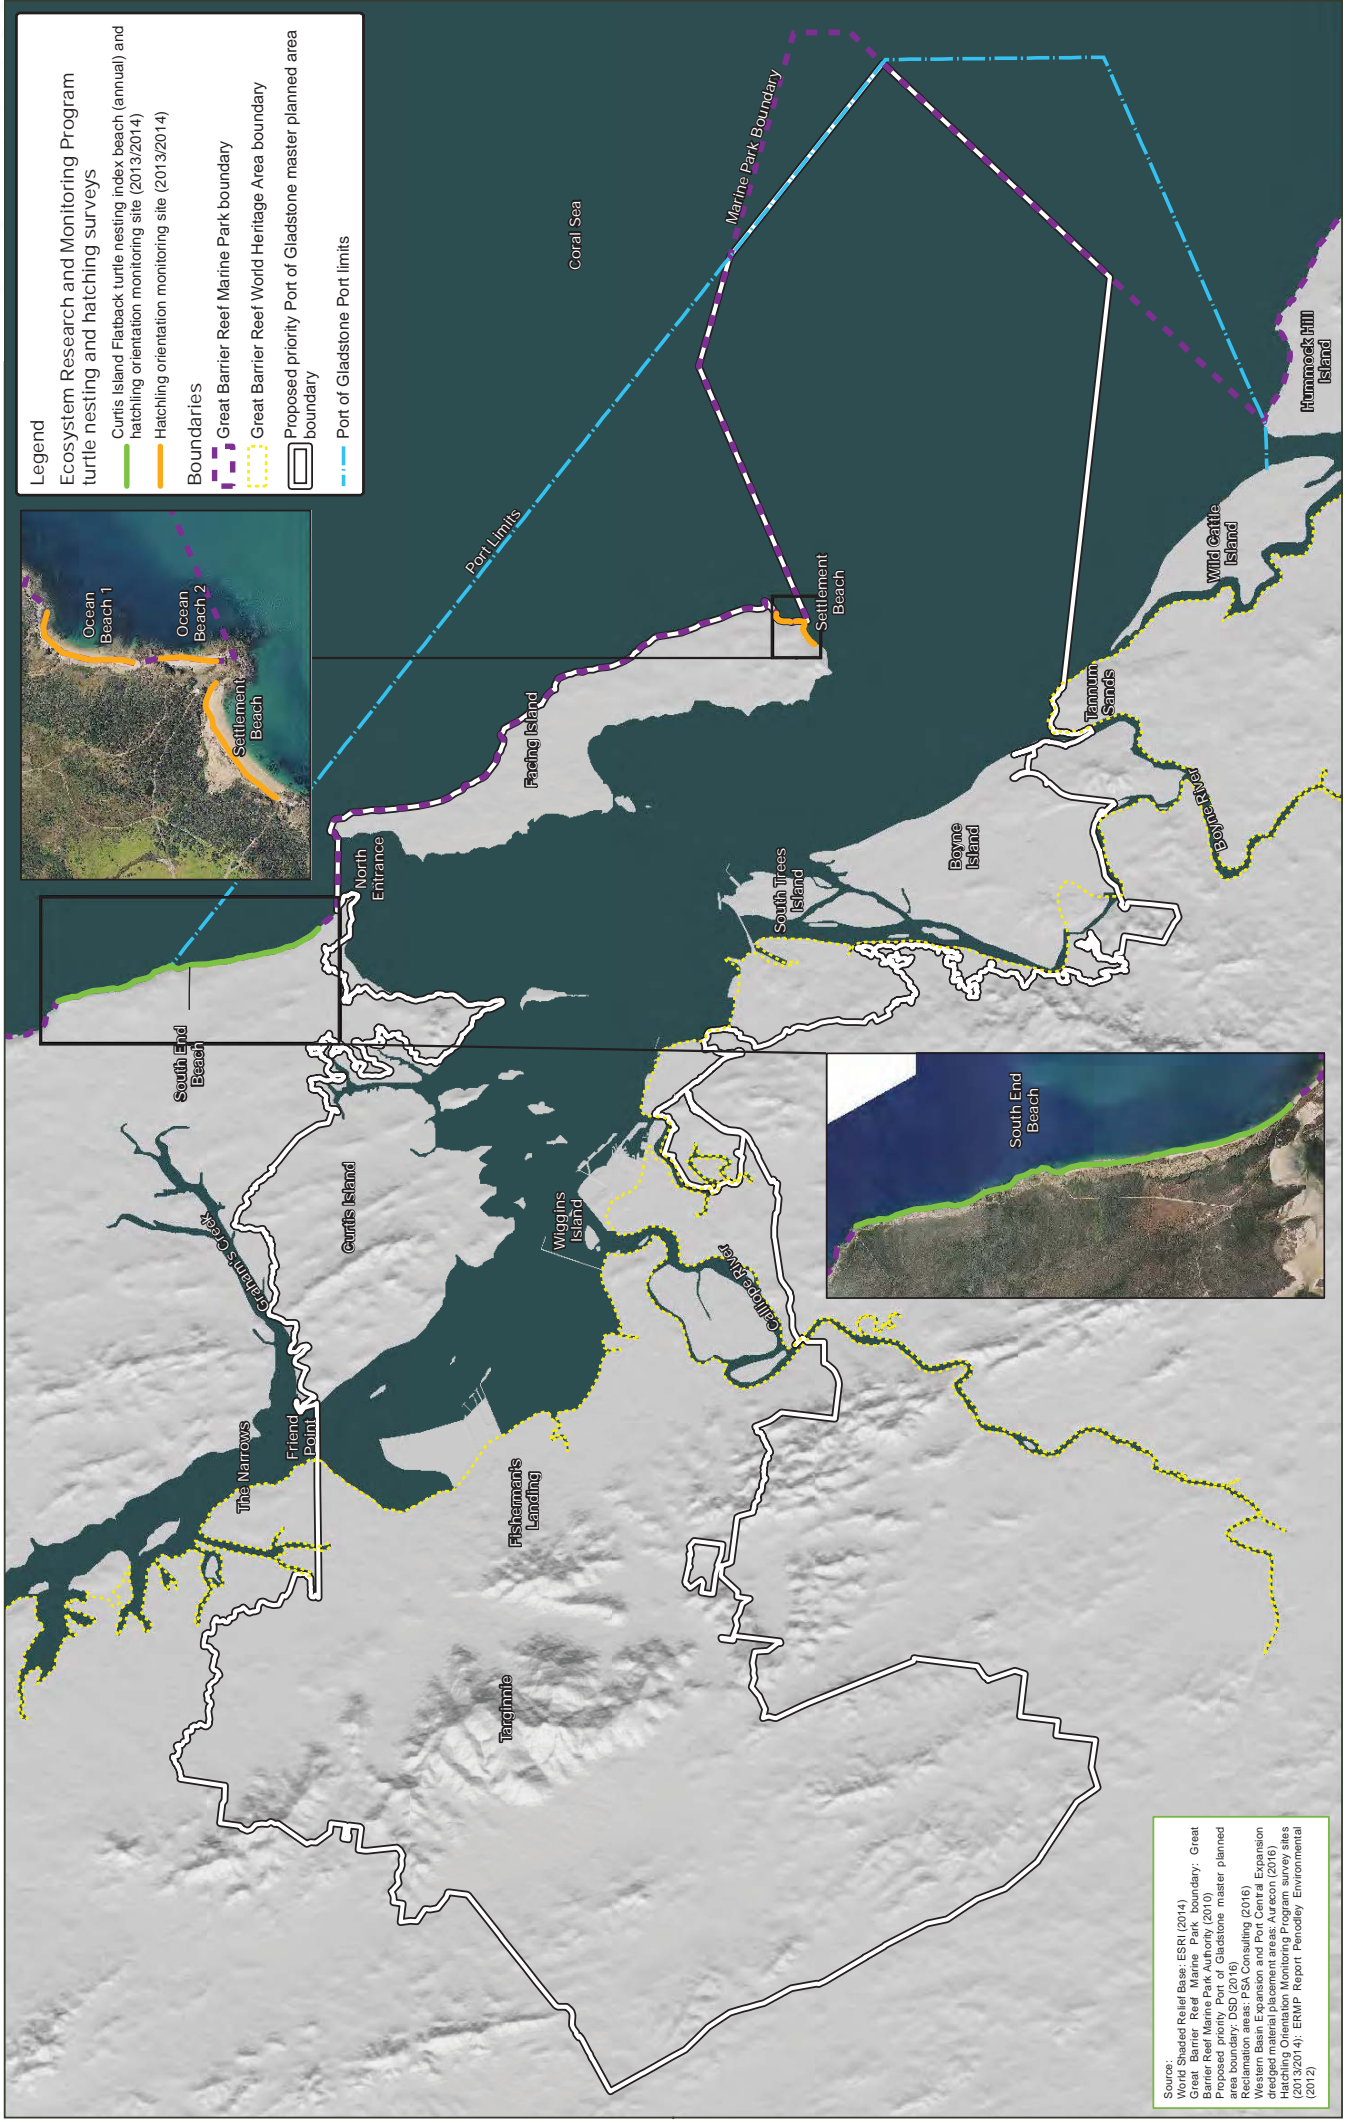 Legend
Ecosystem Research and Monitoring Program
turtle nesting and hatching surveys
Curtis Island Flatback turtle nesting index beach (annual) and
hatchling orientation monitoring site (2013/2014)
Hatchling orientation monitoring site (2013/2014)
Boundaries
Great Barrier Reef Marine Park boundary
Great Barrier Reef World Heritage Area boundary
Proposed priority Port of Gladstone master planned area
boundary
Port of Gladstone Port limits
Ocean
Beach 1
Ocean
Beach 2
Settlement
Beach
Coral Sea
Marine Park Boundary
Port Limits
Hummock Hill
Island
Wild Cattle
Island
Settlement
Beach
Facing Island
Tannum
Sands
Boyne River
Boyne
Island
South Trees
Island
North
Entrance
South End
Beach
Graham's Creek
Curtis Island
Wiggins
Island
Calliope River
South End
Beach
The Narrows
Friend
Point
Fisherman's
Landing
Targinnie
Source:
World Shaded Relief Base: ESRI (2014)
Great Barrier Reef Marine Park boundary: Great
Barrier Reef Marine Park Authority (2010)
Proposed priority Port of Gladstone master planned
area boundary: DSD (2016)
Reclamation areas: PSA Consulting (2016)
Western Basin Expansion and Port Central Expansion
dredged material placement areas: Aurecon (2016)
Hatchling Orientation Monitoring Program survey sites
(2013/2014): ERMP Report Penodley Environmental
(2012)